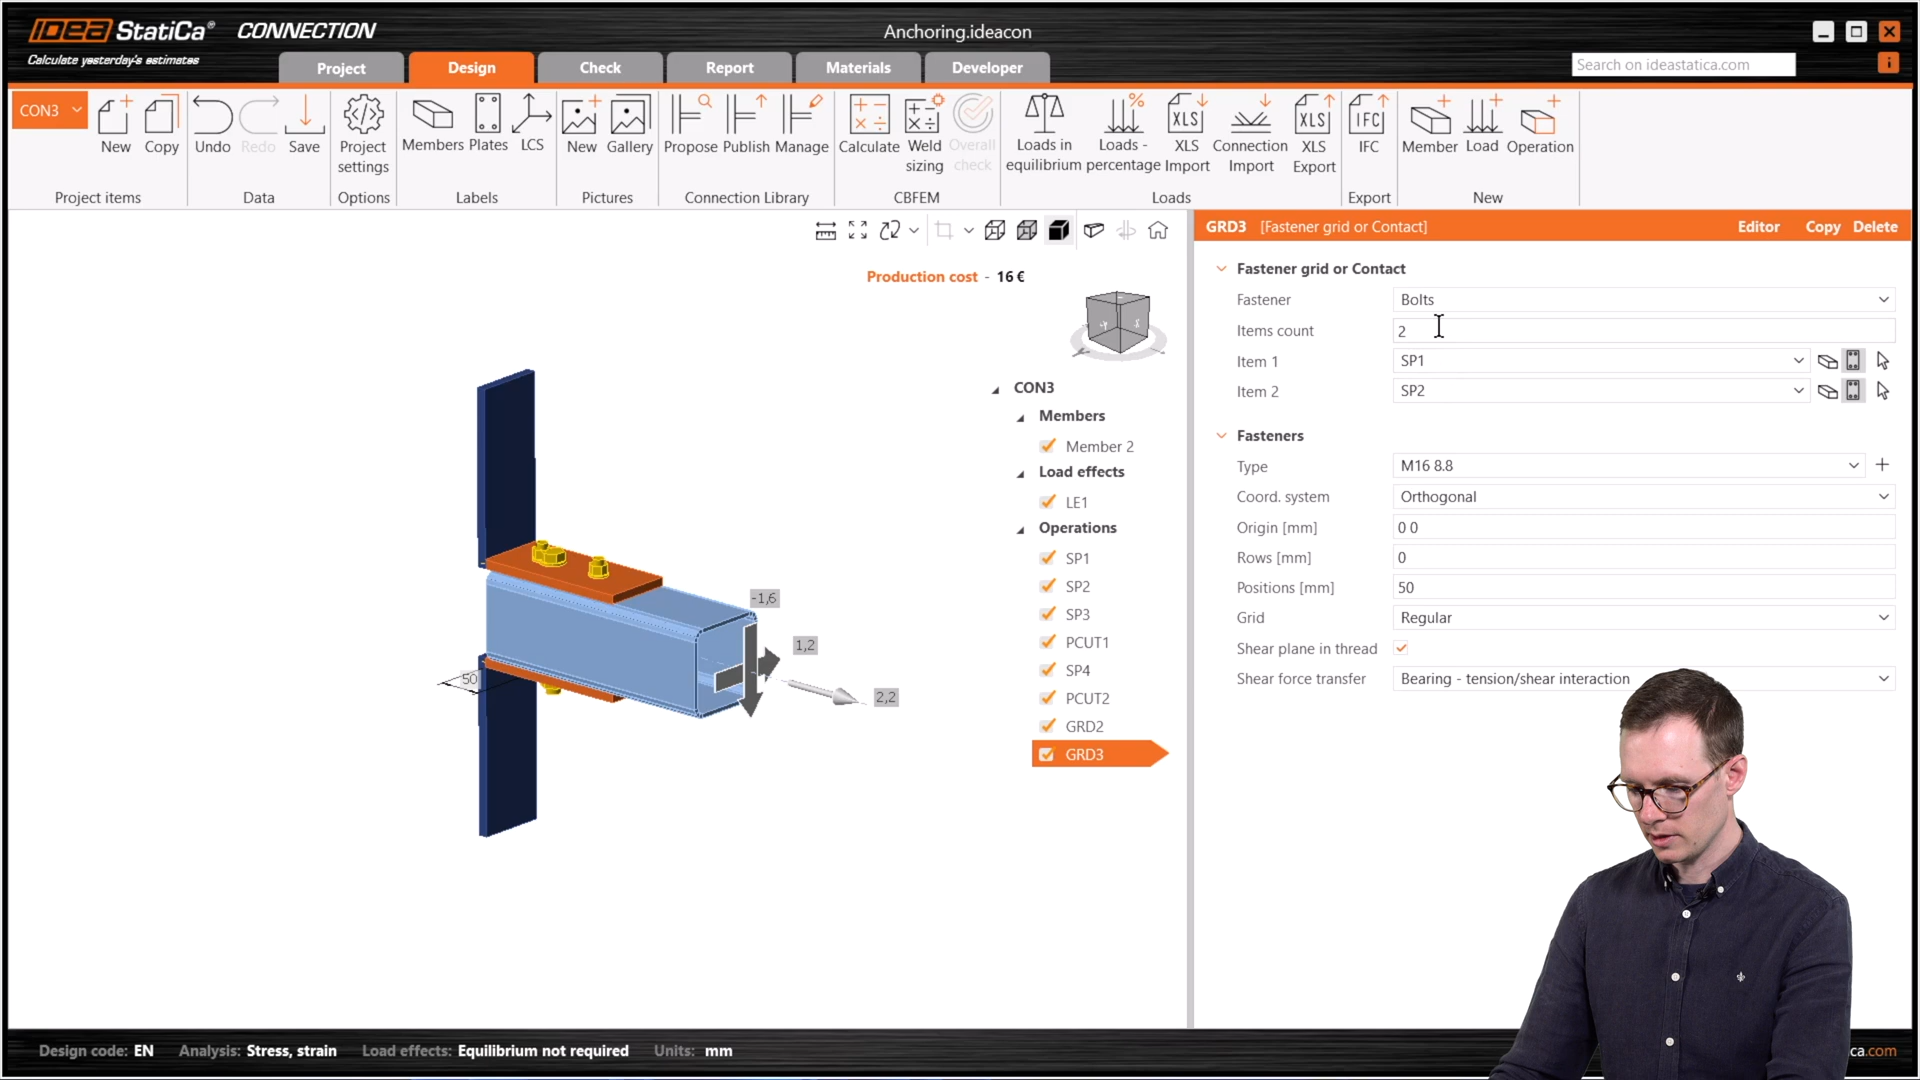 IDEA StatiCa® CONNECTION
Calculate yesterday's estimates
Anchoring.ideacon
Search on ideastatica.com
i
Project Design Check Report Materials Developer
CON3
New Copy Undo Redo Save Project settings Members Plates LCS New Gallery Propose Publish Manage Calculate Weld sizing Overall check Loads in equilibrium Loads - percentage XLS Import Connection Import XLS Export IFC Member Load Operation
Project items Data Options Labels Pictures Connection Library CBFEM Loads Export New
Production cost - 16 €
-1,6
1,2
2,2
50
CON3
Members
Member 2
Load effects
LE1
Operations
SP1
SP2
SP3
PCUT1
SP4
PCUT2
GRD2
GRD3
GRD3 [Fastener grid or Contact] Editor Copy Delete
Fastener grid or Contact
Fastener Bolts
Items count 2
Item 1 SP1
Item 2 SP2
Fasteners
Type M16 8.8
Coord. system Orthogonal
Origin [mm] 0 0
Rows [mm] 0
Positions [mm] 50
Grid Regular
Shear plane in thread
Shear force transfer Bearing - tension/shear interaction
Design code: EN Analysis: Stress, strain Load effects: Equilibrium not required Units: mm
ca.com